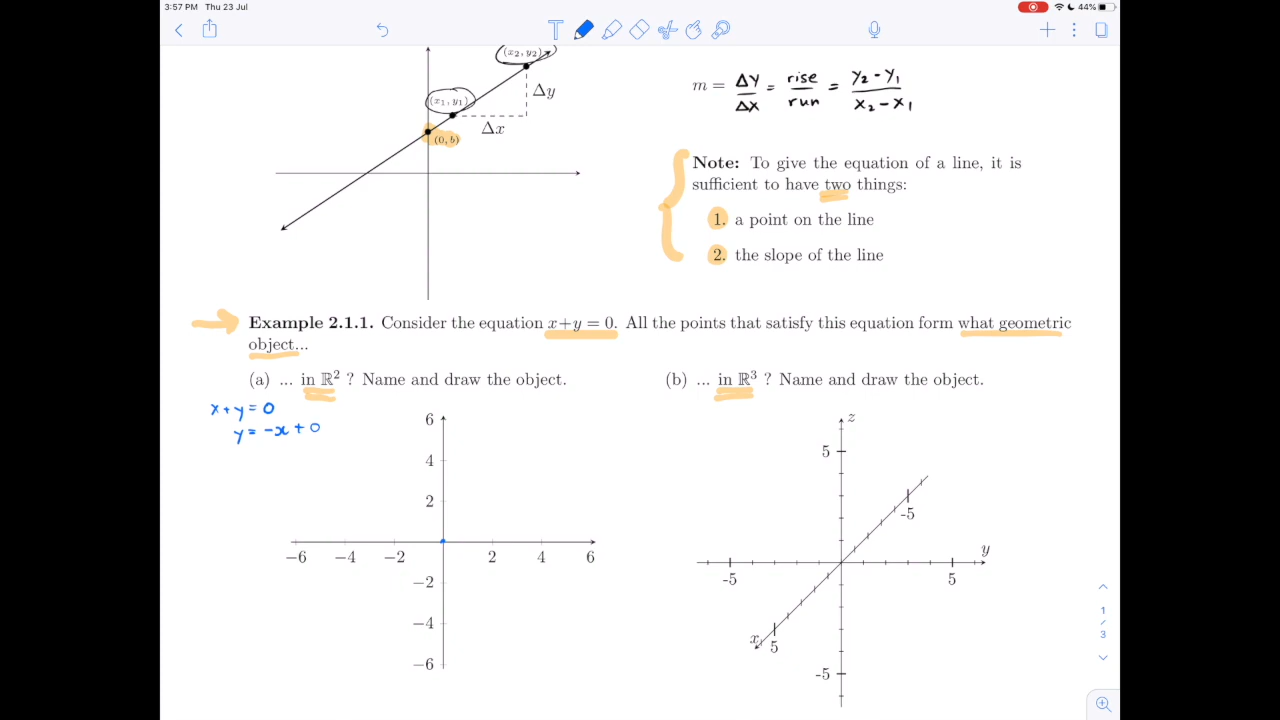 3:57 PM Thu 23 Jul
44%
(x₂, y₂)
(x₁, y₁)
Δy
Δx
(0, b)
m = Δy/Δx = rise/run = y₂ − y₁/x₂ − x₁
Note: To give the equation of a line, it is
sufficient to have two things:
1. a point on the line
2. the slope of the line
Example 2.1.1. Consider the equation x+y = 0. All the points that satisfy this equation form what geometric
object...
(a) ... in ℝ² ? Name and draw the object.
(b) ... in ℝ³ ? Name and draw the object.
x + y = 0
y = -x + 0
6
4
2
−6 −4 −2 2 4 6
−2
−4
−6
z
5
-5
y
-5 5
x
5
-5
1
/
3